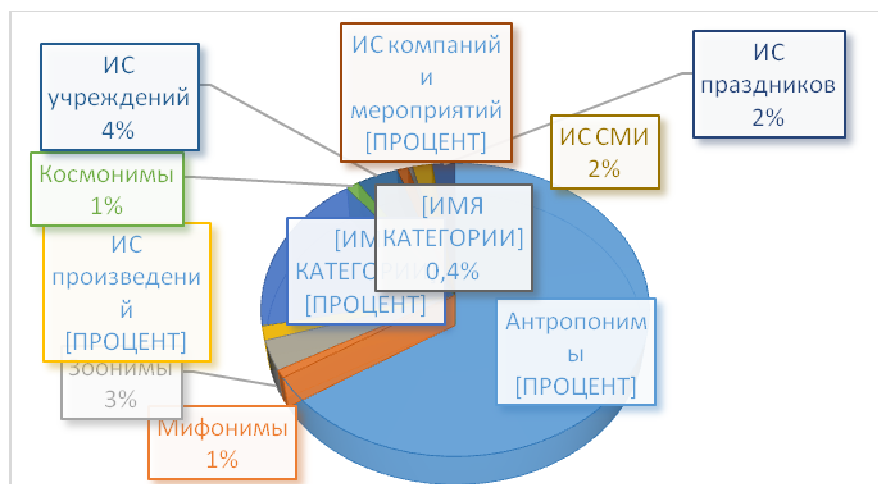 ИС
учреждений
4%
ИС компаний
и
мероприятий
[ПРОЦЕНТ]
ИС
праздников
2%
ИС СМИ
2%
Космонимы
1%
[ИМЯ
КАТЕГОРИИ]
0,4%
[ИМ
КАТЕГОРИ
[ПРОЦЕНТ]
ИС
произведени
й
[ПРОЦЕНТ]
Антропоним
ы
[ПРОЦЕНТ]
Зоонимы
3%
Мифонимы
1%